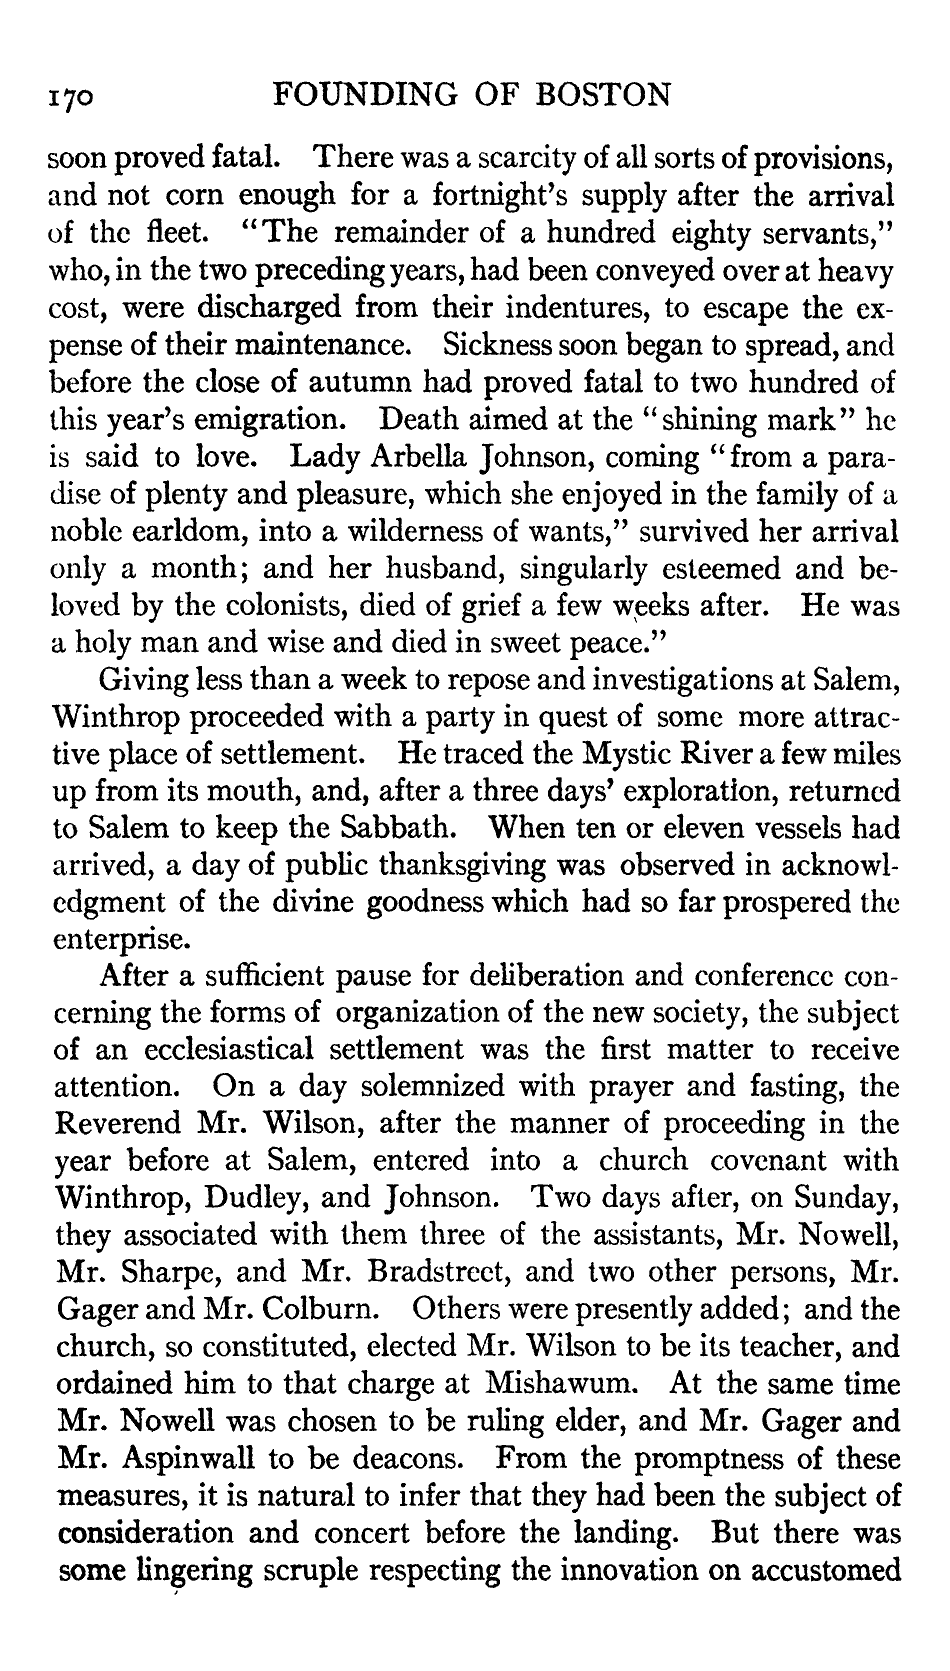 170 FOUNDING OF BOSTON
soon proved fatal. There was a scarcity of all sorts of provisions,
and not corn enough for a fortnight's supply after the arrival
of the fleet. "The remainder of a hundred eighty servants,"
who, in the two preceding years, had been conveyed over at heavy
cost, were discharged from their indentures, to escape the ex-
pense of their maintenance. Sickness soon began to spread, and
before the close of autumn had proved fatal to two hundred of
this year's emigration. Death aimed at the "shining mark" he
is said to love. Lady Arbella Johnson, coming "from a para-
dise of plenty and pleasure, which she enjoyed in the family of a
noble earldom, into a wilderness of wants," survived her arrival
only a month; and her husband, singularly esteemed and be-
loved by the colonists, died of grief a few weeks after. He was
a holy man and wise and died in sweet peace."
Giving less than a week to repose and investigations at Salem,
Winthrop proceeded with a party in quest of some more attrac-
tive place of settlement. He traced the Mystic River a few miles
up from its mouth, and, after a three days' exploration, returned
to Salem to keep the Sabbath. When ten or eleven vessels had
arrived, a day of public thanksgiving was observed in acknowl-
edgment of the divine goodness which had so far prospered the
enterprise.
After a sufficient pause for deliberation and conference con-
cerning the forms of organization of the new society, the subject
of an ecclesiastical settlement was the first matter to receive
attention. On a day solemnized with prayer and fasting, the
Reverend Mr. Wilson, after the manner of proceeding in the
year before at Salem, entered into a church covenant with
Winthrop, Dudley, and Johnson. Two days after, on Sunday,
they associated with them three of the assistants, Mr. Nowell,
Mr. Sharpe, and Mr. Bradstreet, and two other persons, Mr.
Gager and Mr. Colburn. Others were presently added; and the
church, so constituted, elected Mr. Wilson to be its teacher, and
ordained him to that charge at Mishawum. At the same time
Mr. Nowell was chosen to be ruling elder, and Mr. Gager and
Mr. Aspinwall to be deacons. From the promptness of these
measures, it is natural to infer that they had been the subject of
consideration and concert before the landing. But there was
some lingering scruple respecting the innovation on accustomed